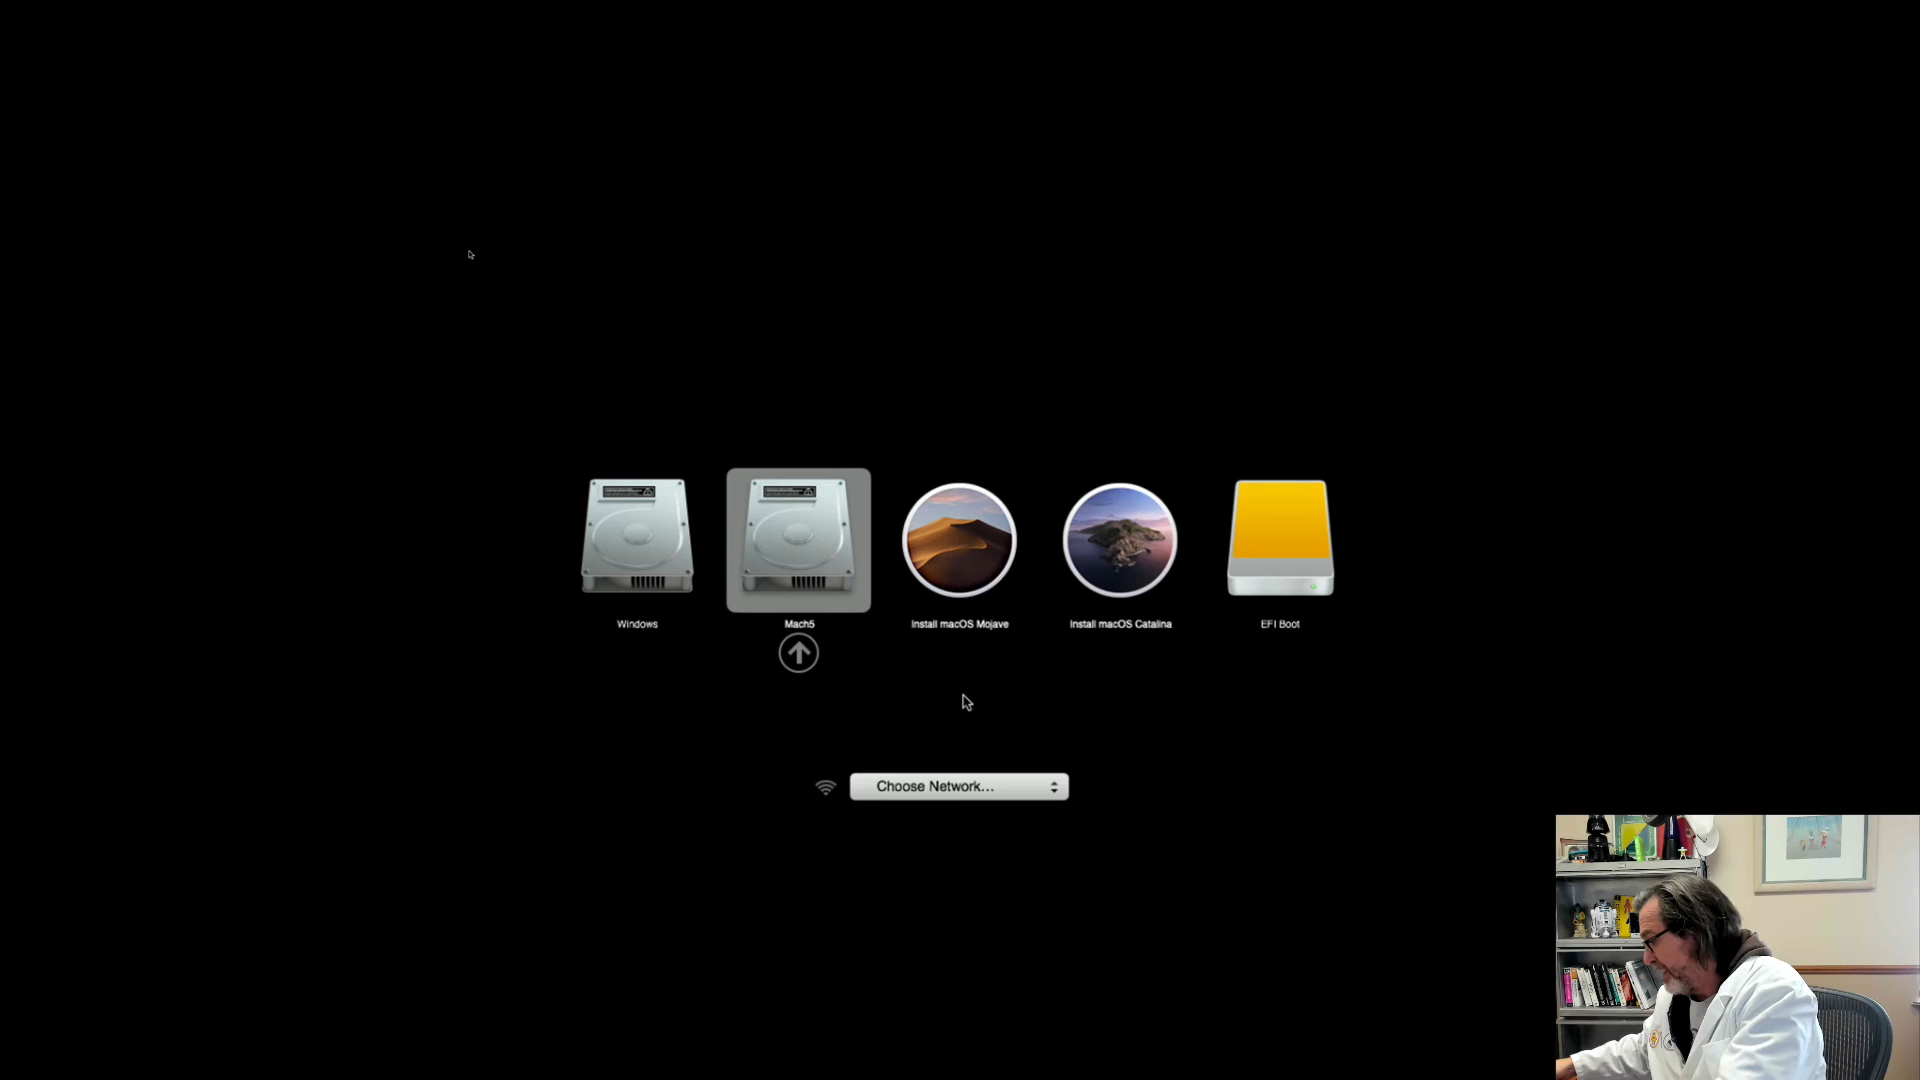 Windows
Mach5
Install macOS Mojave
Install macOS Catalina
EFI Boot
Choose Network...